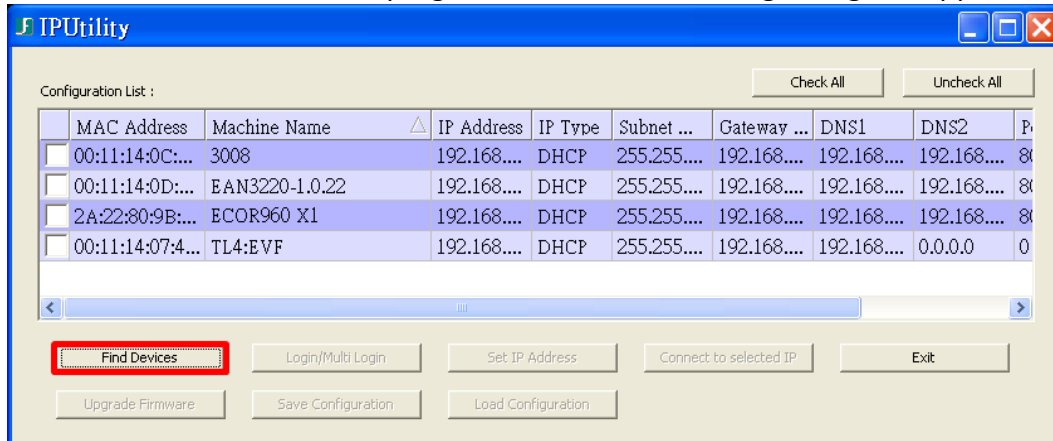 IPUtility
Check All Uncheck All
Configuration List :
MAC Address Machine Name IP Address IP Type Subnet ... Gateway ... DNS1 DNS2
00:11:14:0C:... 3008 192.168.... DHCP 255.255.... 192.168.... 192.168.... 192.168....
00:11:14:0D:... EAN3220-1.0.22 192.168.... DHCP 255.255.... 192.168.... 192.168.... 192.168....
2A:22:80:9B:... ECOR960 X1 192.168.... DHCP 255.255.... 192.168.... 192.168.... 192.168....
00:11:14:07:4... TL4:EVF 192.168.... DHCP 255.255.... 192.168.... 192.168.... 0.0.0.0 0
Find Devices Login/Multi Login Set IP Address Connect to selected IP Exit
Upgrade Firmware Save Configuration Load Configuration